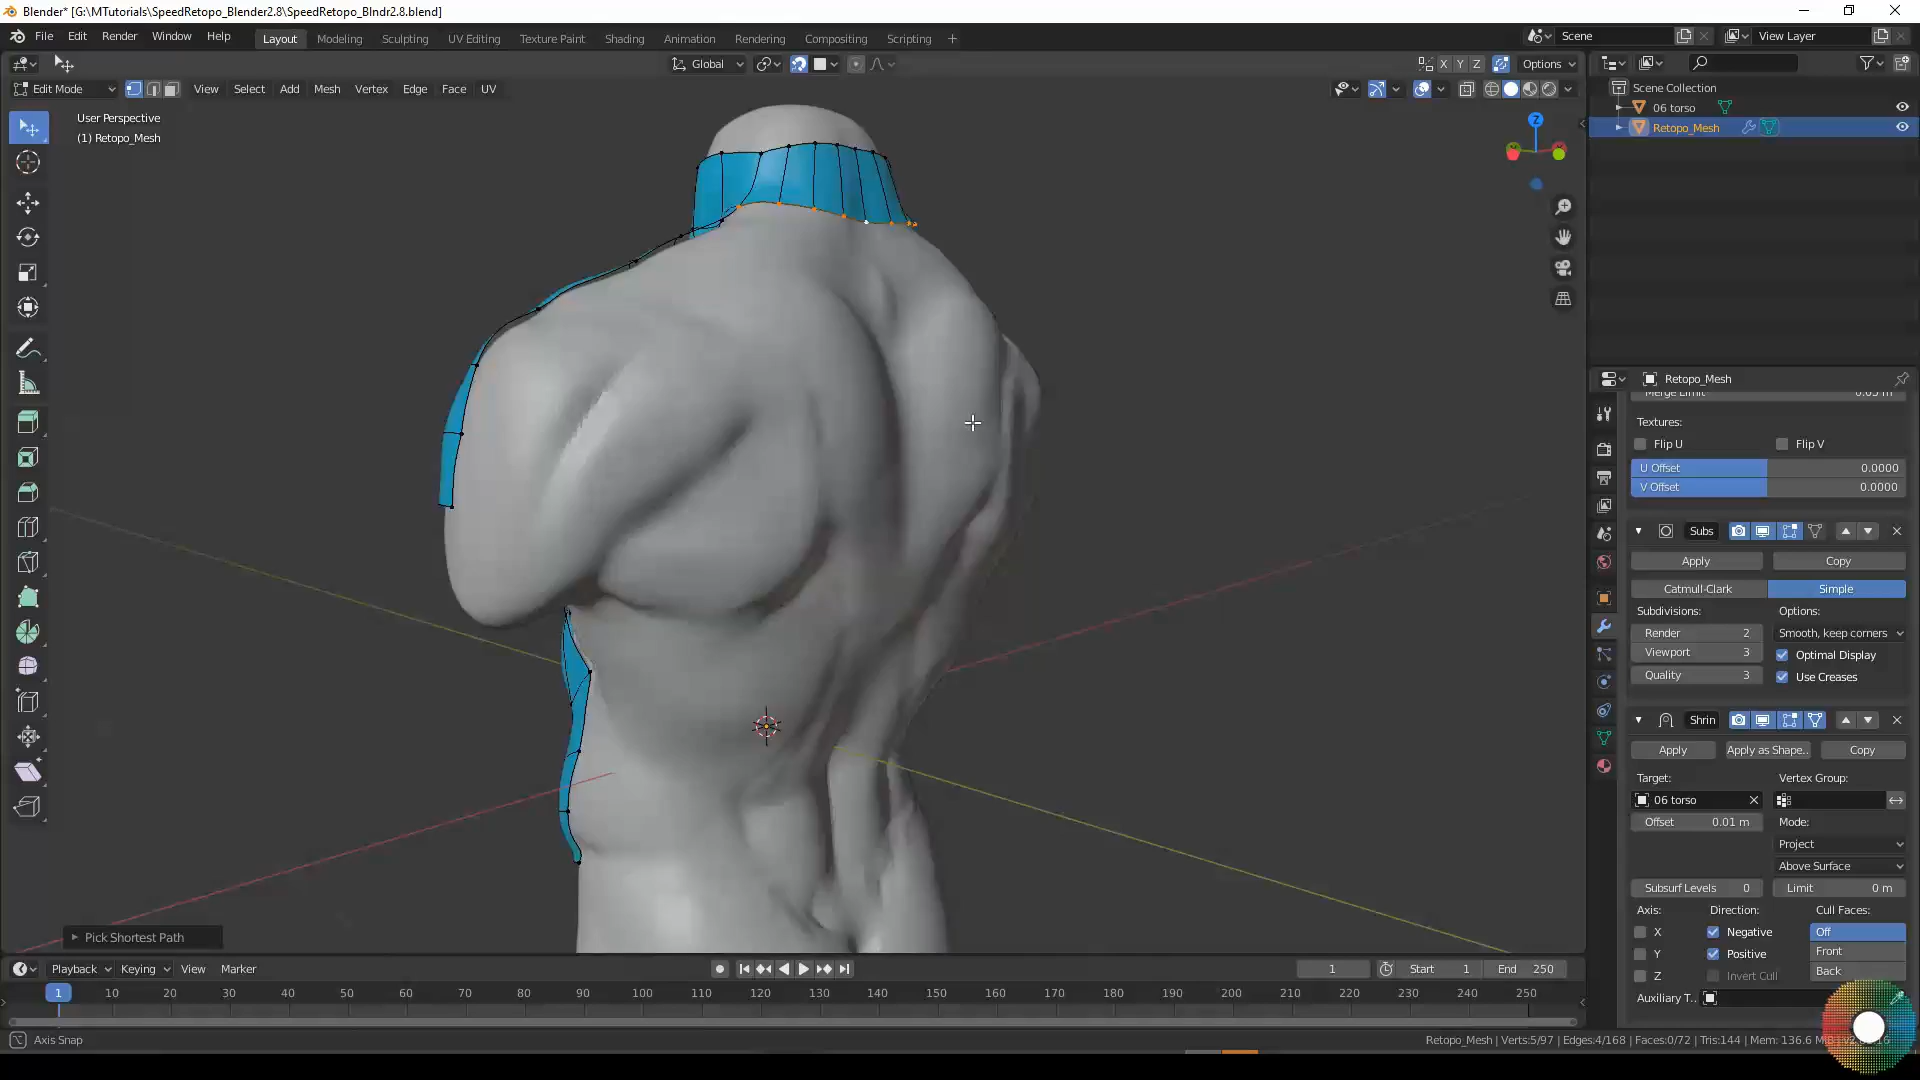 Blender* [G:\MTutorials\SpeedRetopo_Blender2.8\SpeedRetopo_Blndr2.8.blend]
File Edit Render Window Help Layout Modeling Sculpting UV Editing Texture Paint Shading Animation Rendering Compositing Scripting + Scene View Layer
Global X Y Z Options
Edit Mode View Select Add Mesh Vertex Edge Face UV
User Perspective
(1) Retopo_Mesh
Z
Scene Collection
06 torso
Retopo_Mesh
Retopo_Mesh
Merge Limit 0.05 m
Textures:
Flip U Flip V
U Offset 0.0000
V Offset 0.0000
Subs
Apply Copy
Catmull-Clark Simple
Subdivisions: Options:
Render 2 Smooth, keep corners
Viewport 3 Optimal Display
Quality 3 Use Creases
Shrin
Apply Apply as Shape.. Copy
Target: Vertex Group:
06 torso
Offset 0.01 m Mode:
Project
Above Surface
Subsurf Levels 0 Limit 0 m
Axis: Direction: Cull Faces:
X Negative Off
Y Positive Front
Z Invert Cull Back
Auxiliary T..
Pick Shortest Path
Playback Keying View Marker 1 Start 1 End 250
1 10 20 30 40 50 60 70 80 90 100 110 120 130 140 150 160 170 180 190 200 210 220 230 240 250
Axis Snap Retopo_Mesh | Verts:5/97 | Edges:4/168 | Faces:0/72 | Tris:144 | Mem: 136.6